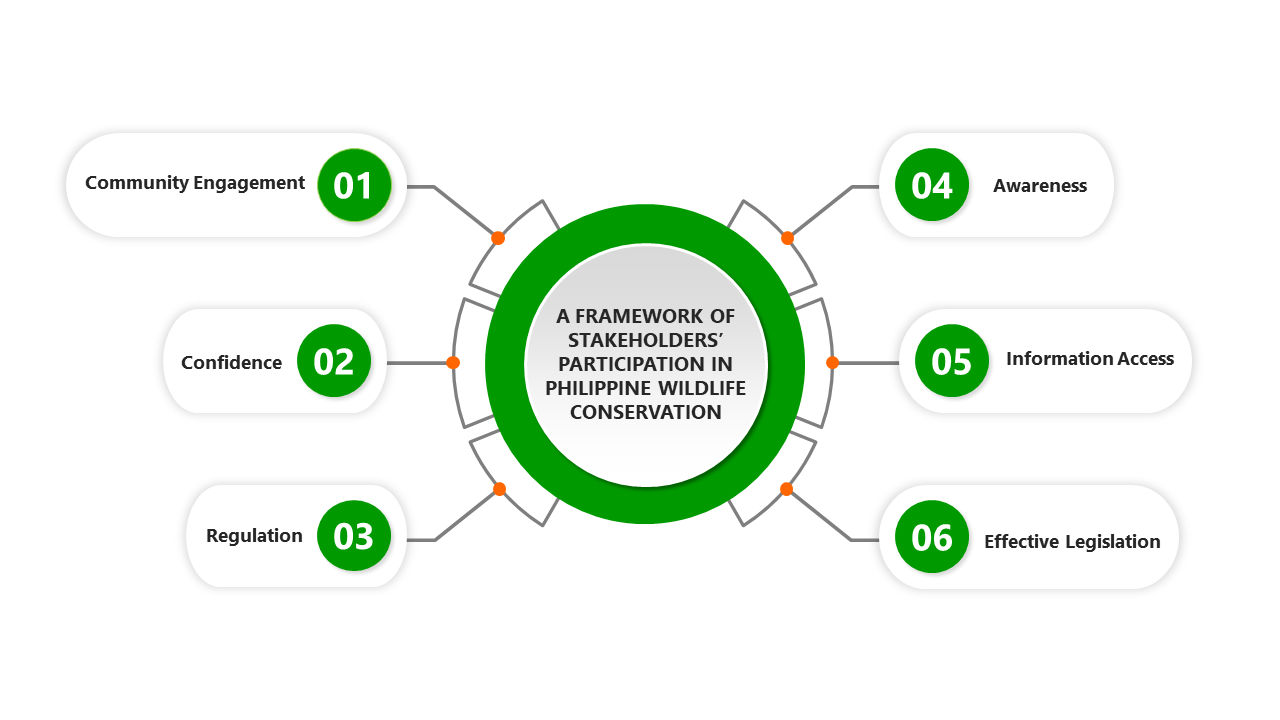 Community Engagement 01
Confidence 02
Regulation 03
A FRAMEWORK OF
STAKEHOLDERS’
PARTICIPATION IN
PHILIPPINE WILDLIFE
CONSERVATION
04 Awareness
05 Information Access
06 Effective Legislation